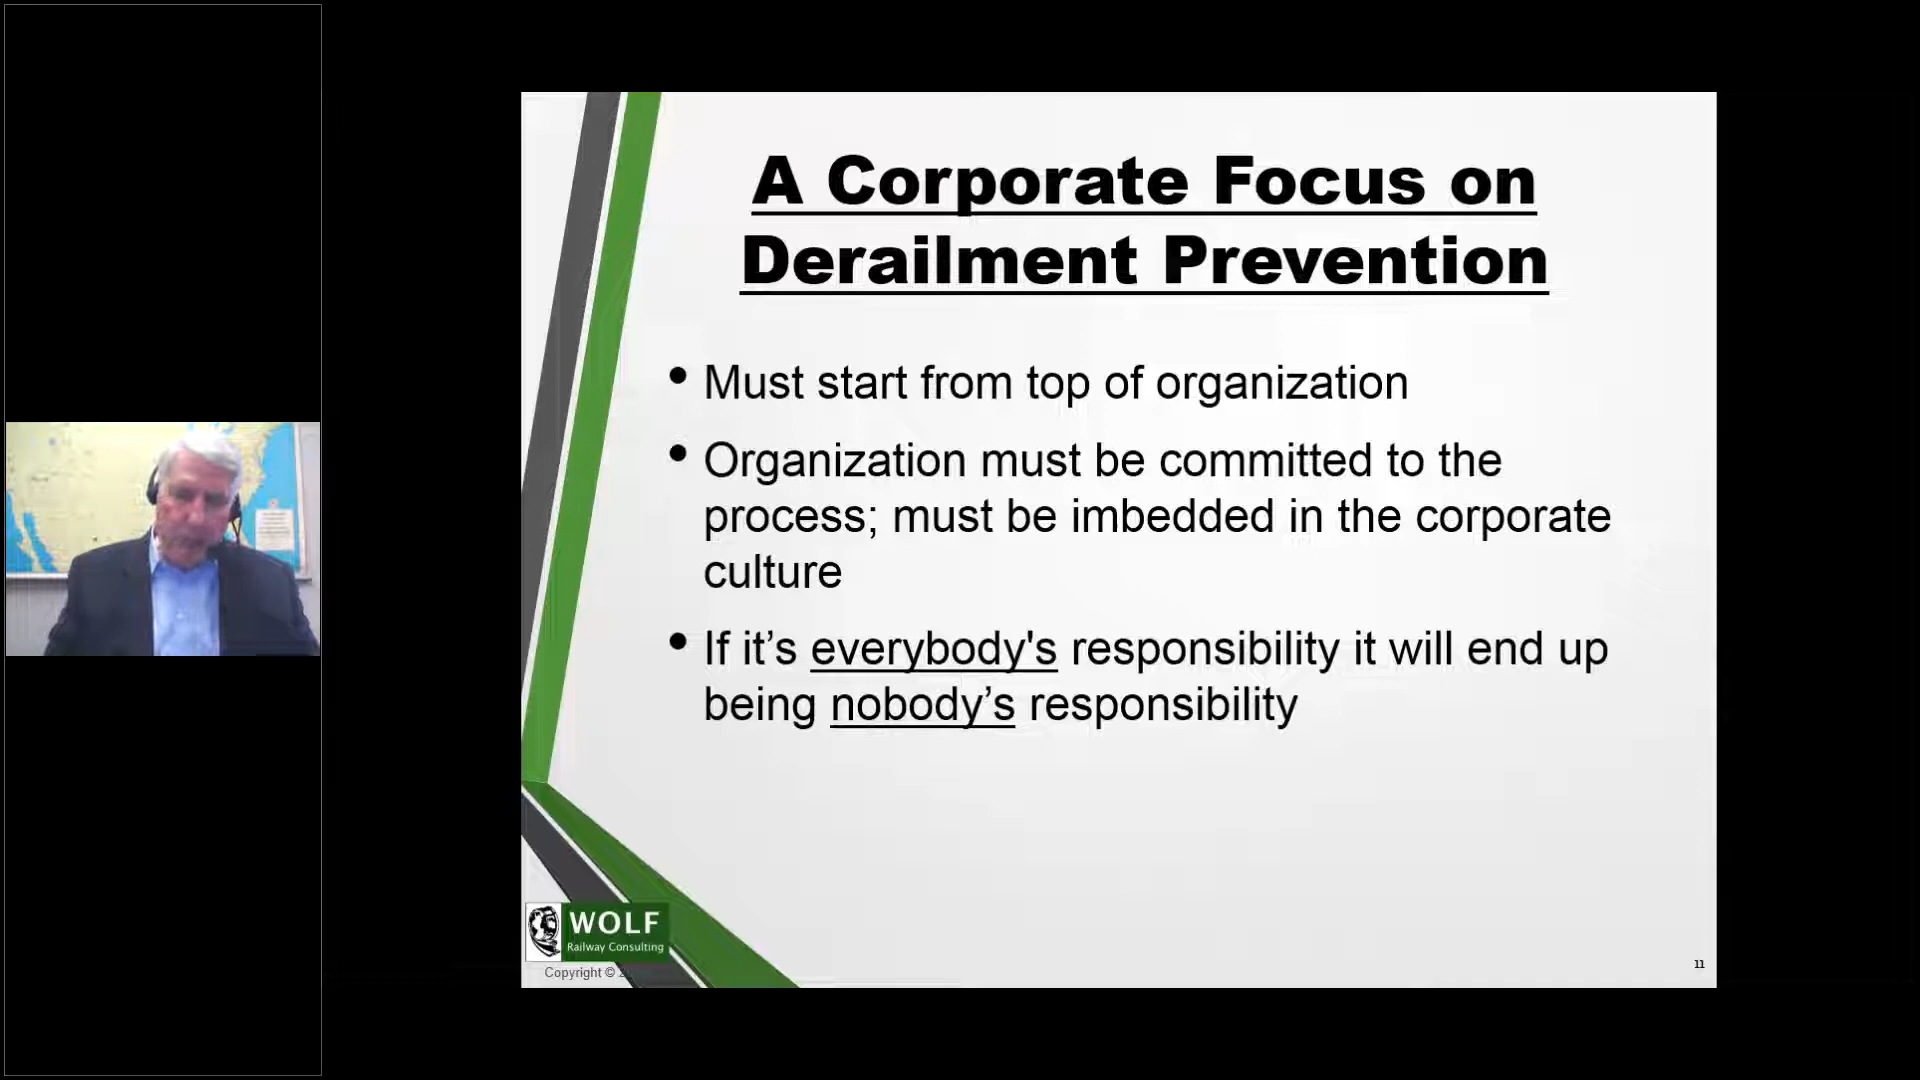 A Corporate Focus on
Derailment Prevention
• Must start from top of organization
• Organization must be committed to the
process; must be imbedded in the corporate
culture
• If it’s everybody's responsibility it will end up
being nobody’s responsibility
WOLF
Railway Consulting
Copyright ©
11